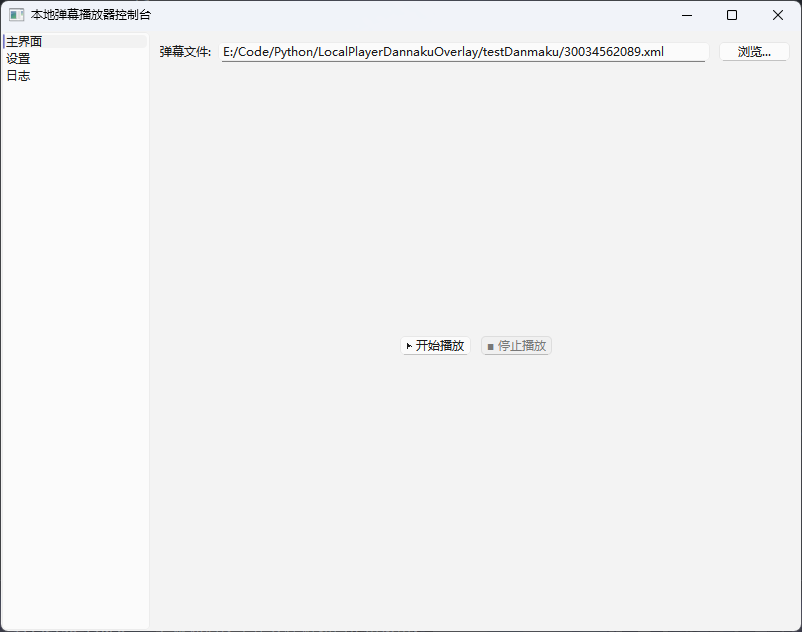 本地弹幕播放器控制台
主界面
设置
日志
弹幕文件: E:/Code/Python/LocalPlayerDannakuOverlay/testDanmaku/30034562089.xml 浏览...
▸ 开始播放 ■ 停止播放